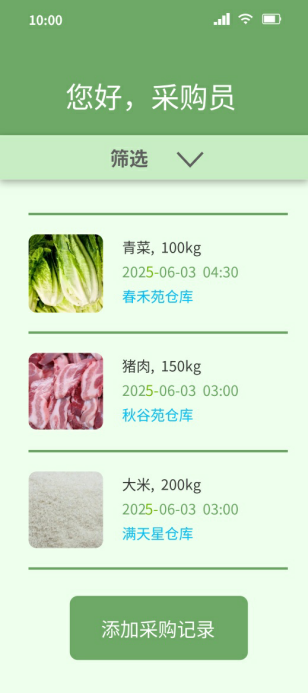 10:00
您好，采购员
筛选
青菜, 100kg
2025-06-03 04:30
春禾苑仓库
猪肉, 150kg
2025-06-03 03:00
秋谷苑仓库
大米, 200kg
2025-06-03 03:00
满天星仓库
添加采购记录